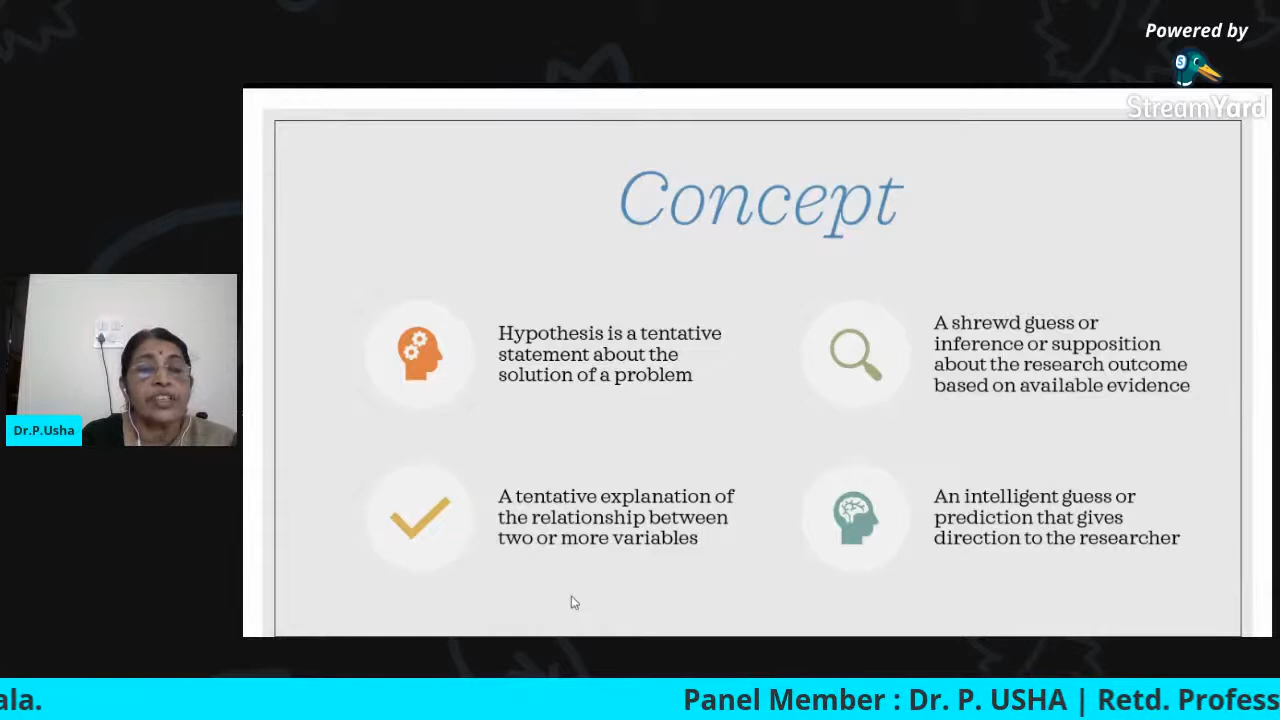 Powered by
StreamYard
Concept
Hypothesis is a tentative
statement about the
solution of a problem
A shrewd guess or
inference or supposition
about the research outcome
based on available evidence
A tentative explanation of
the relationship between
two or more variables
An intelligent guess or
prediction that gives
direction to the researcher
Dr.P.Usha
ala.
Panel Member : Dr. P. USHA | Retd. Profess